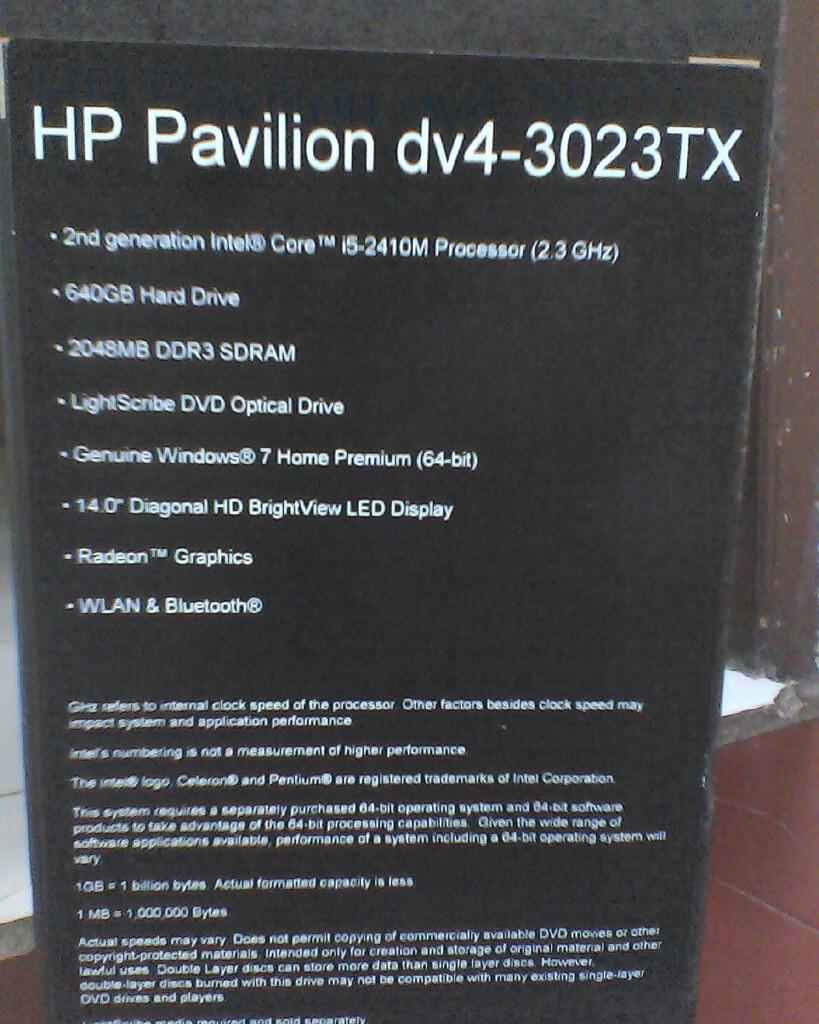 HP Pavilion dv4-3023TX
• 2nd generation Intel® Core™ i5-2410M Processor (2.3 GHz)
• 640GB Hard Drive
• 2048MB DDR3 SDRAM
• LightScribe DVD Optical Drive
• Genuine Windows® 7 Home Premium (64-bit)
• 14.0" Diagonal HD BrightView LED Display
• Radeon™ Graphics
• WLAN & Bluetooth®
GHz refers to internal clock speed of the processor. Other factors besides clock speed may
impact system and application performance
Intel's numbering is not a measurement of higher performance
The Intel® logo, Celeron® and Pentium® are registered trademarks of Intel Corporation.
This system requires a separately purchased 64-bit operating system and 64-bit software
products to take advantage of the 64-bit processing capabilities. Given the wide range of
software applications available, performance of a system including a 64-bit operating system will
vary
1GB = 1 billion bytes. Actual formatted capacity is less
1 MB = 1,000,000 Bytes
Actual speeds may vary. Does not permit copying of commercially available DVD movies or other
copyright-protected materials. Intended only for creation and storage of original material and other
lawful uses. Double Layer discs can store more data than single layer discs. However,
double-layer discs burned with this drive may not be compatible with many existing single-layer
DVD drives and players.
LightScribe media required and sold separately